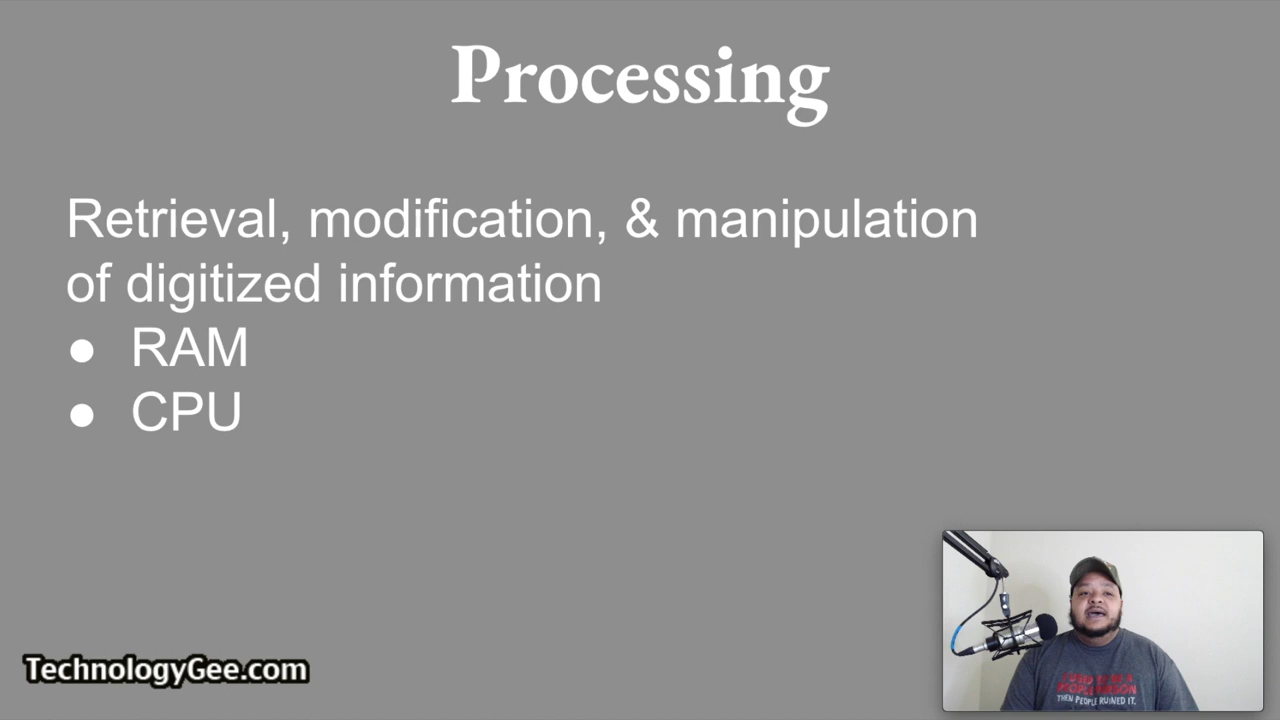 Processing
Retrieval, modification, & manipulation
of digitized information
● RAM
● CPU
TechnologyGee.com
THEN PEOPLE RUINED IT.